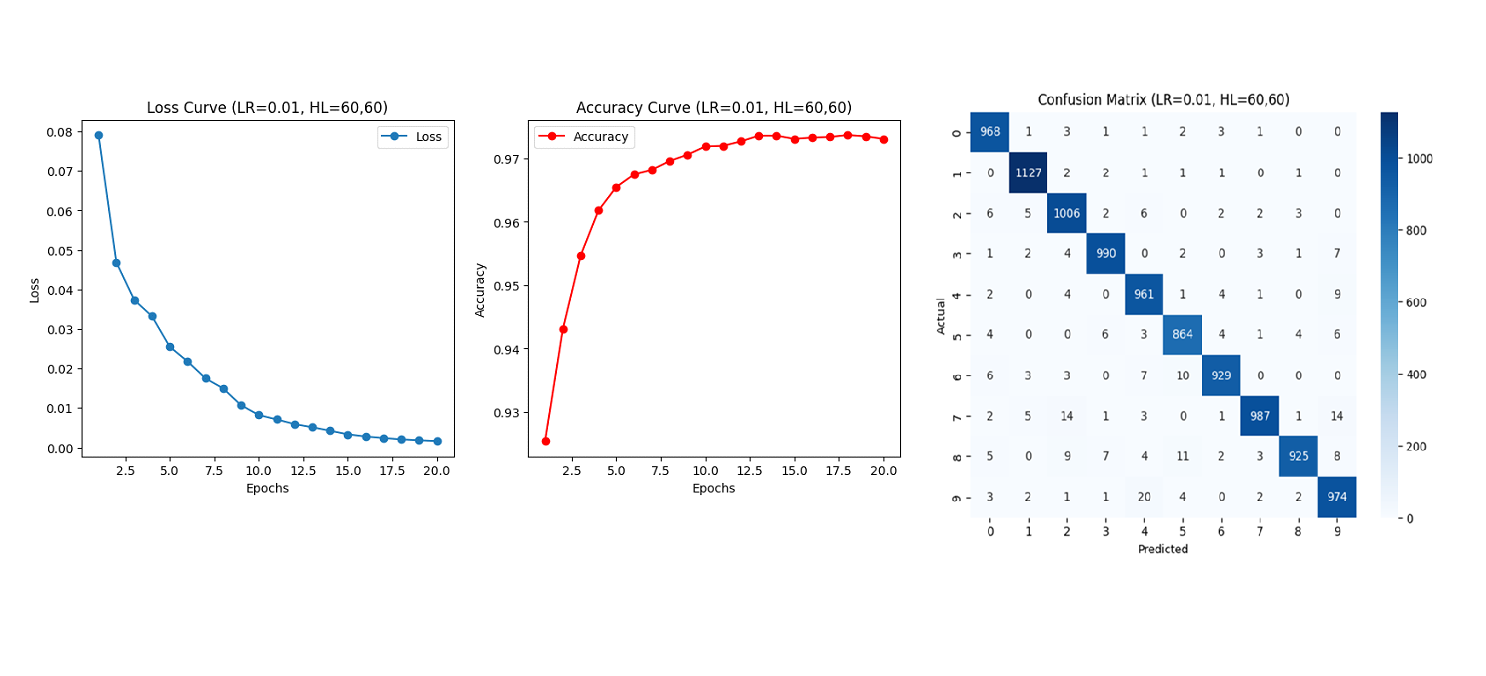 Loss Curve (LR=0.01, HL=60,60)
Loss
0.08
0.07
0.06
0.05
0.04
0.03
0.02
0.01
0.00
Loss
2.5 5.0 7.5 10.0 12.5 15.0 17.5 20.0
Epochs
Accuracy Curve (LR=0.01, HL=60,60)
Accuracy
0.97
0.96
0.95
0.94
0.93
Accuracy
2.5 5.0 7.5 10.0 12.5 15.0 17.5 20.0
Epochs
Confusion Matrix (LR=0.01, HL=60,60)
0 968 1 3 1 1 2 3 1 0 0
1 0 1127 2 2 1 1 1 0 1 0
2 6 5 1006 2 6 0 2 2 3 0
3 1 2 4 990 0 2 0 3 1 7
4 2 0 4 0 961 1 4 1 0 9
5 4 0 0 6 3 864 4 1 4 6
6 6 3 3 0 7 10 929 0 0 0
7 2 5 14 1 3 0 1 987 1 14
8 5 0 9 7 4 11 2 3 925 8
9 3 2 1 1 20 4 0 2 2 974
Actual
0 1 2 3 4 5 6 7 8 9
Predicted
1000
800
600
400
200
0